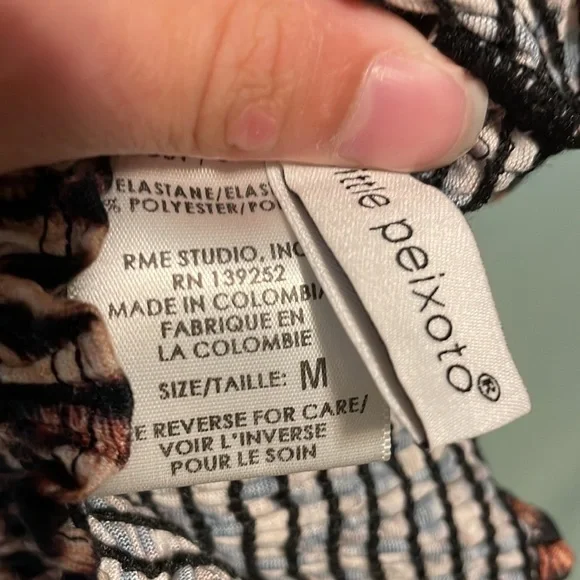 ELASTANE/ELAS
% POLYESTER/PO
RME STUDIO, INC
RN 139252
MADE IN COLOMBIA
FABRIQUE EN
LA COLOMBIE
SIZE/TAILLE: M
E REVERSE FOR CARE/
VOIR L'INVERSE
POUR LE SOIN
little peixoto®